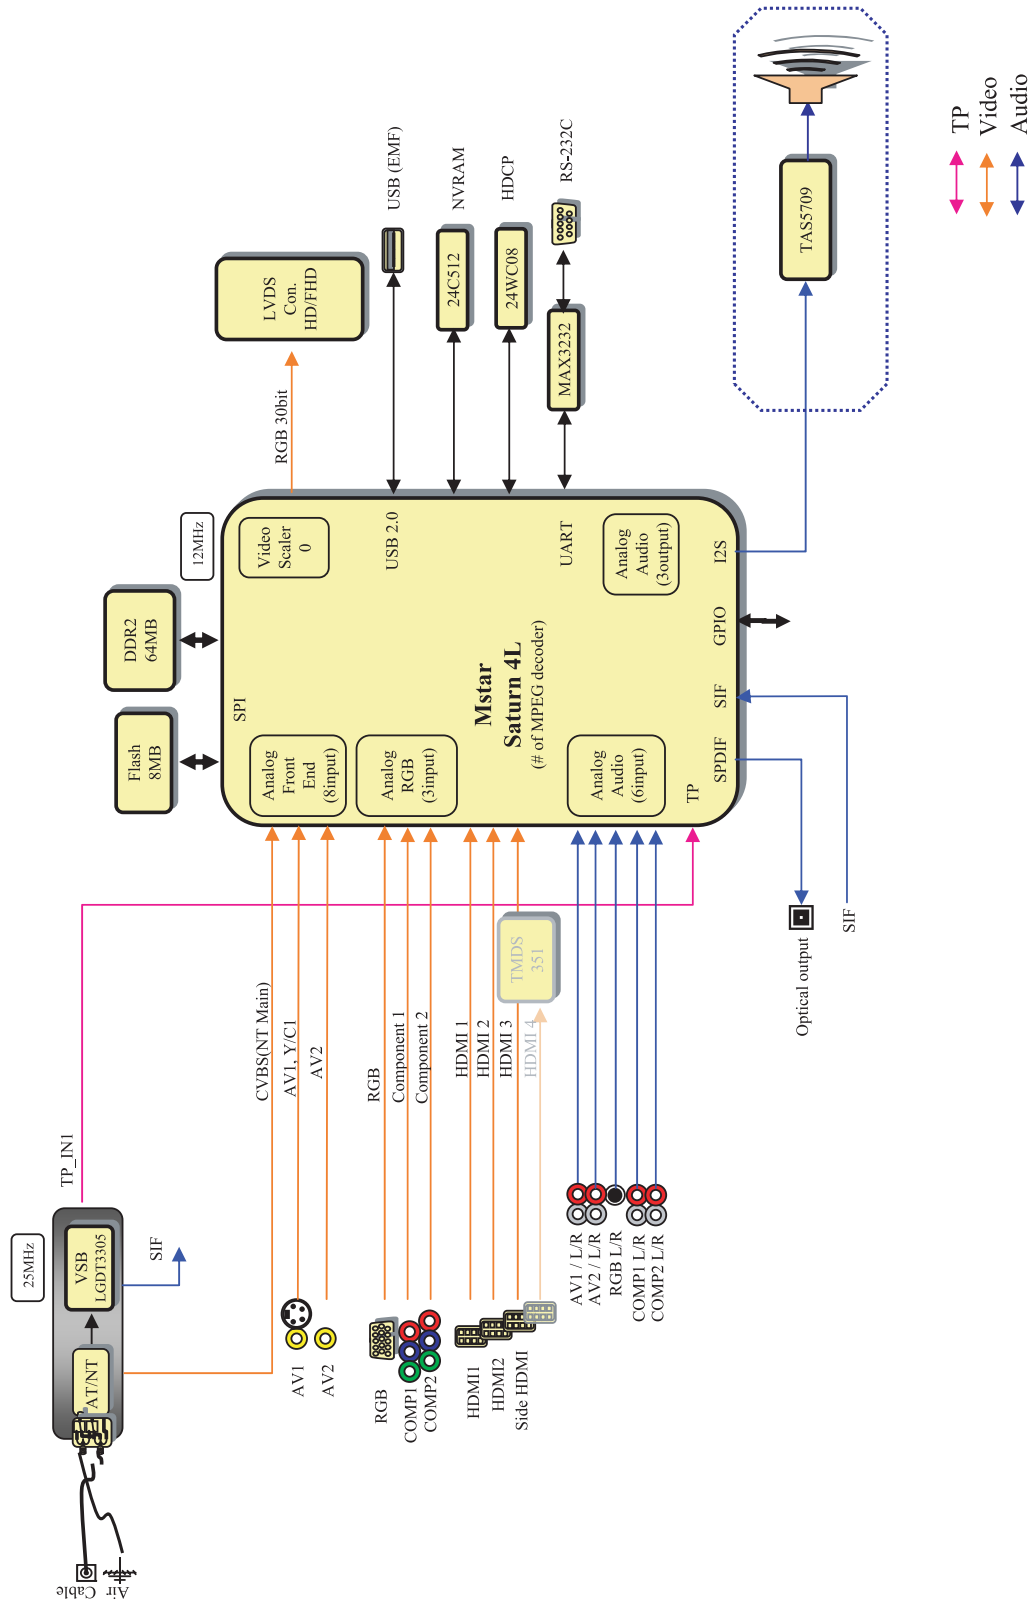 Cable
Air
25MHz
AT/NT
VSB
LGDT3305
TP_IN1
SIF
CVBS(NT Main)
AV1, Y/C1
AV2
RGB
Component 1
Component 2
HDMI 1
HDMI 2
HDMI 3
HDMI 4
TMDS
351
AV1
AV2
RGB
COMP1
COMP2
HDMI1
HDMI2
Side HDMI
AV1 / L/R
AV2 / L/R
RGB L/R
COMP1 L/R
COMP2 L/R
Optical output
SIF
Flash
8MB
DDR2
64MB
12MHz
SPI
Analog
Front
End
(8input)
Analog
RGB
(3input)
Analog
Audio
(6input)
TP
Mstar
Saturn 4L
(# of MPEG decoder)
Video
Scaler
0
USB 2.0
UART
Analog
Audio
(3output)
SPDIF
SIF
GPIO
I2S
RGB 30bit
LVDS
Con.
HD/FHD
USB (EMF)
24C512
NVRAM
24WC08
HDCP
MAX3232
RS-232C
TAS5709
TP
Video
Audio